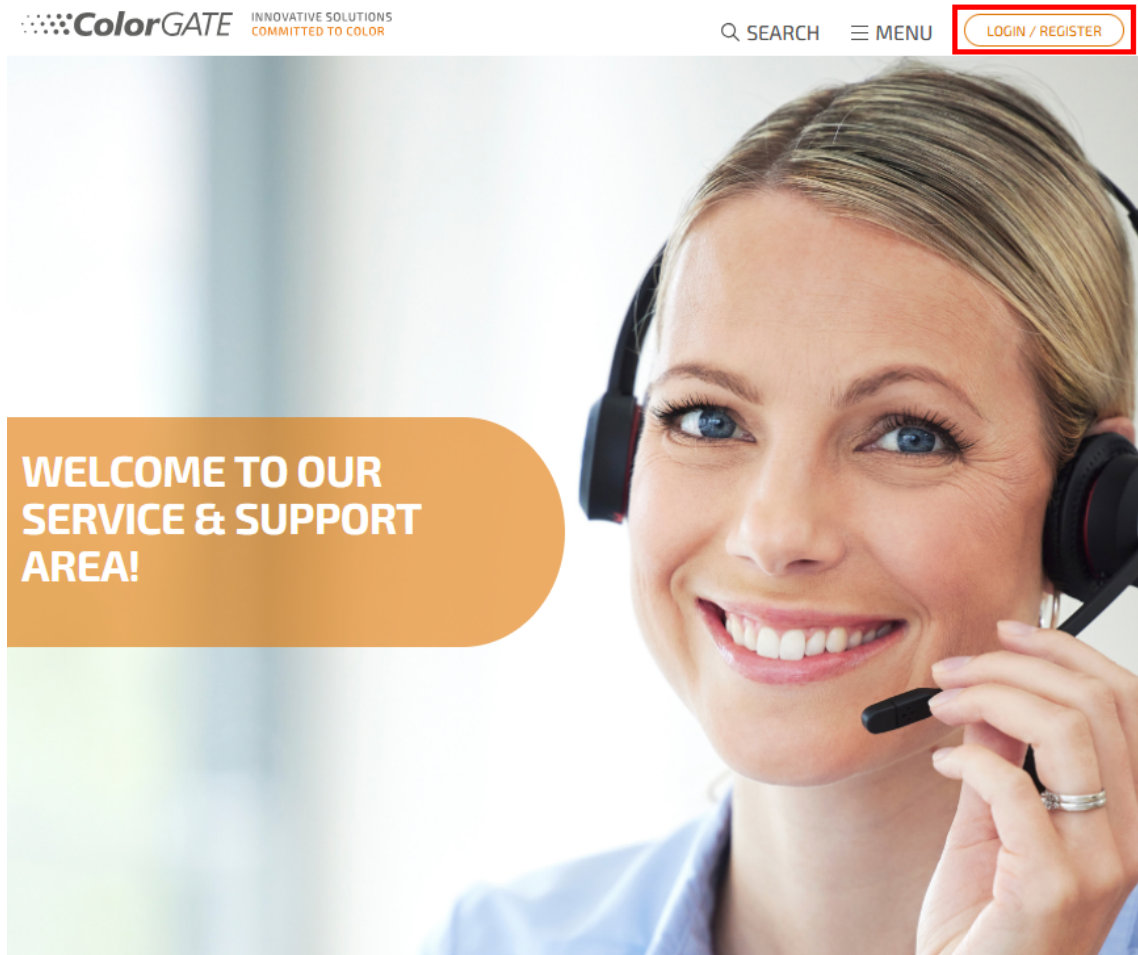 ColorGATE
INNOVATIVE SOLUTIONS
COMMITTED TO COLOR
SEARCH
MENU
LOGIN / REGISTER
WELCOME TO OUR
SERVICE & SUPPORT
AREA!